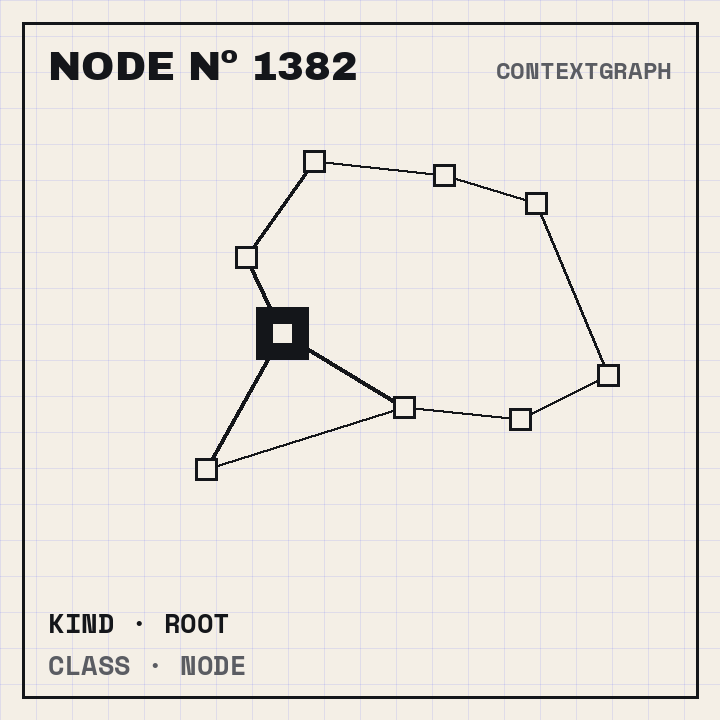 NODE Nº 1382
CONTEXTGRAPH
KIND · ROOT
CLASS · NODE